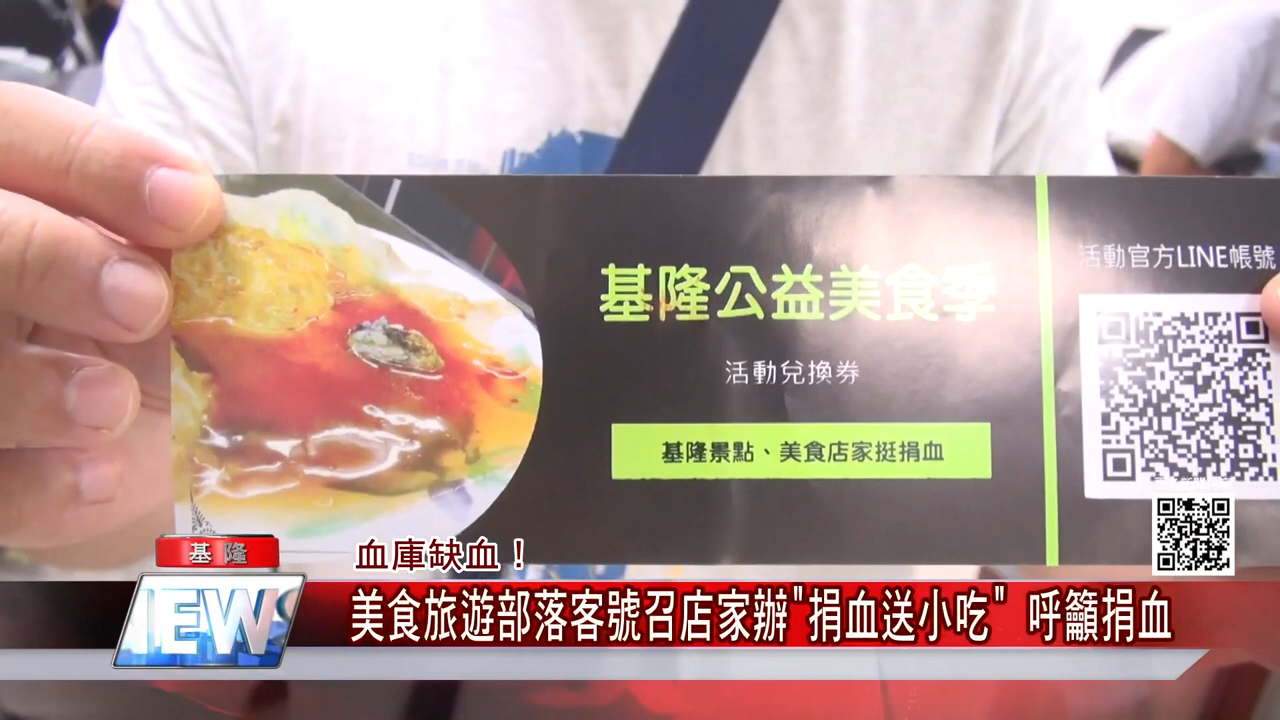 基隆公益美食季
活動兌換券
基隆景點、美食店家挺捐血
活動官方LINE帳號
基隆
EW
血庫缺血！
美食旅遊部落客號召店家辦"捐血送小吃" 呼籲捐血